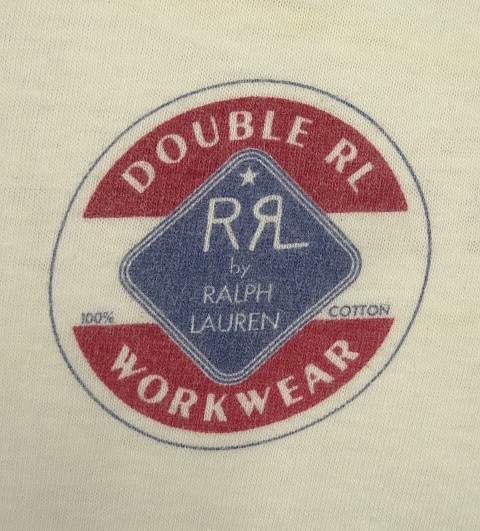 DOUBLE RL
RRL
by
RALPH
LAUREN
100% COTTON
WORKWEAR